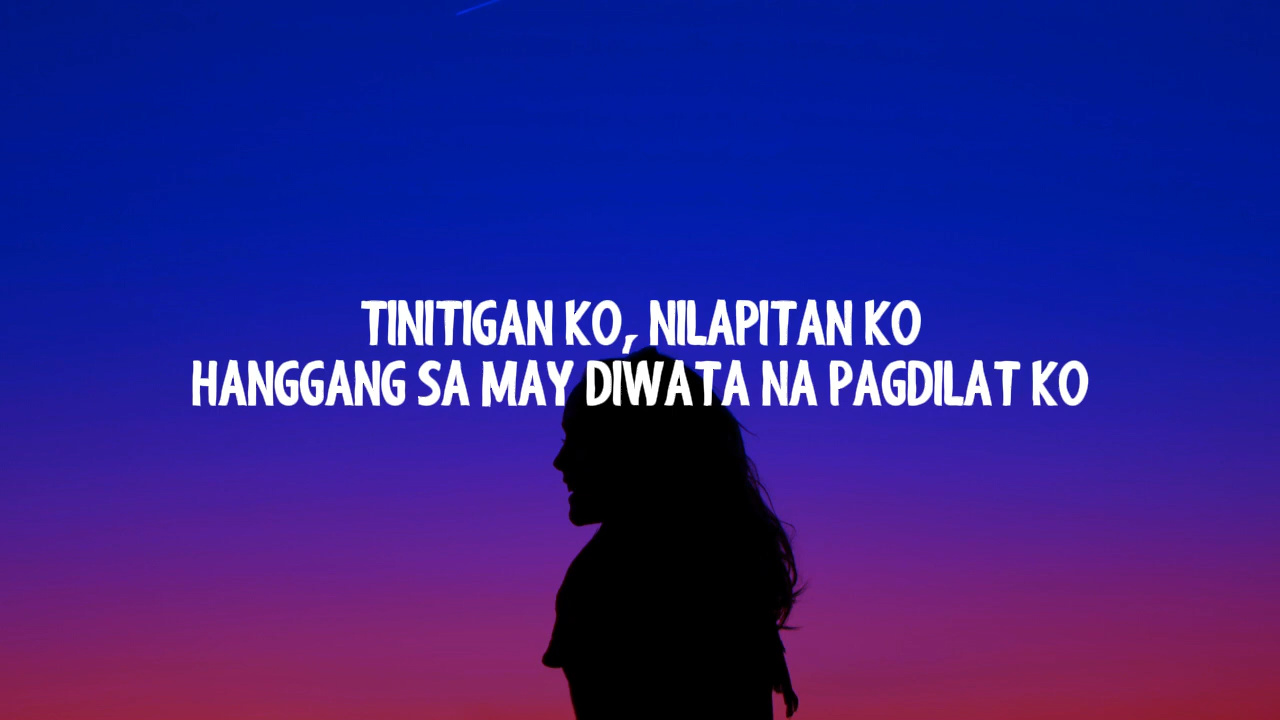 TINITIGAN KO, NILAPITAN KO
HANGGANG SA MAY DIWATA NA PAGDILAT KO